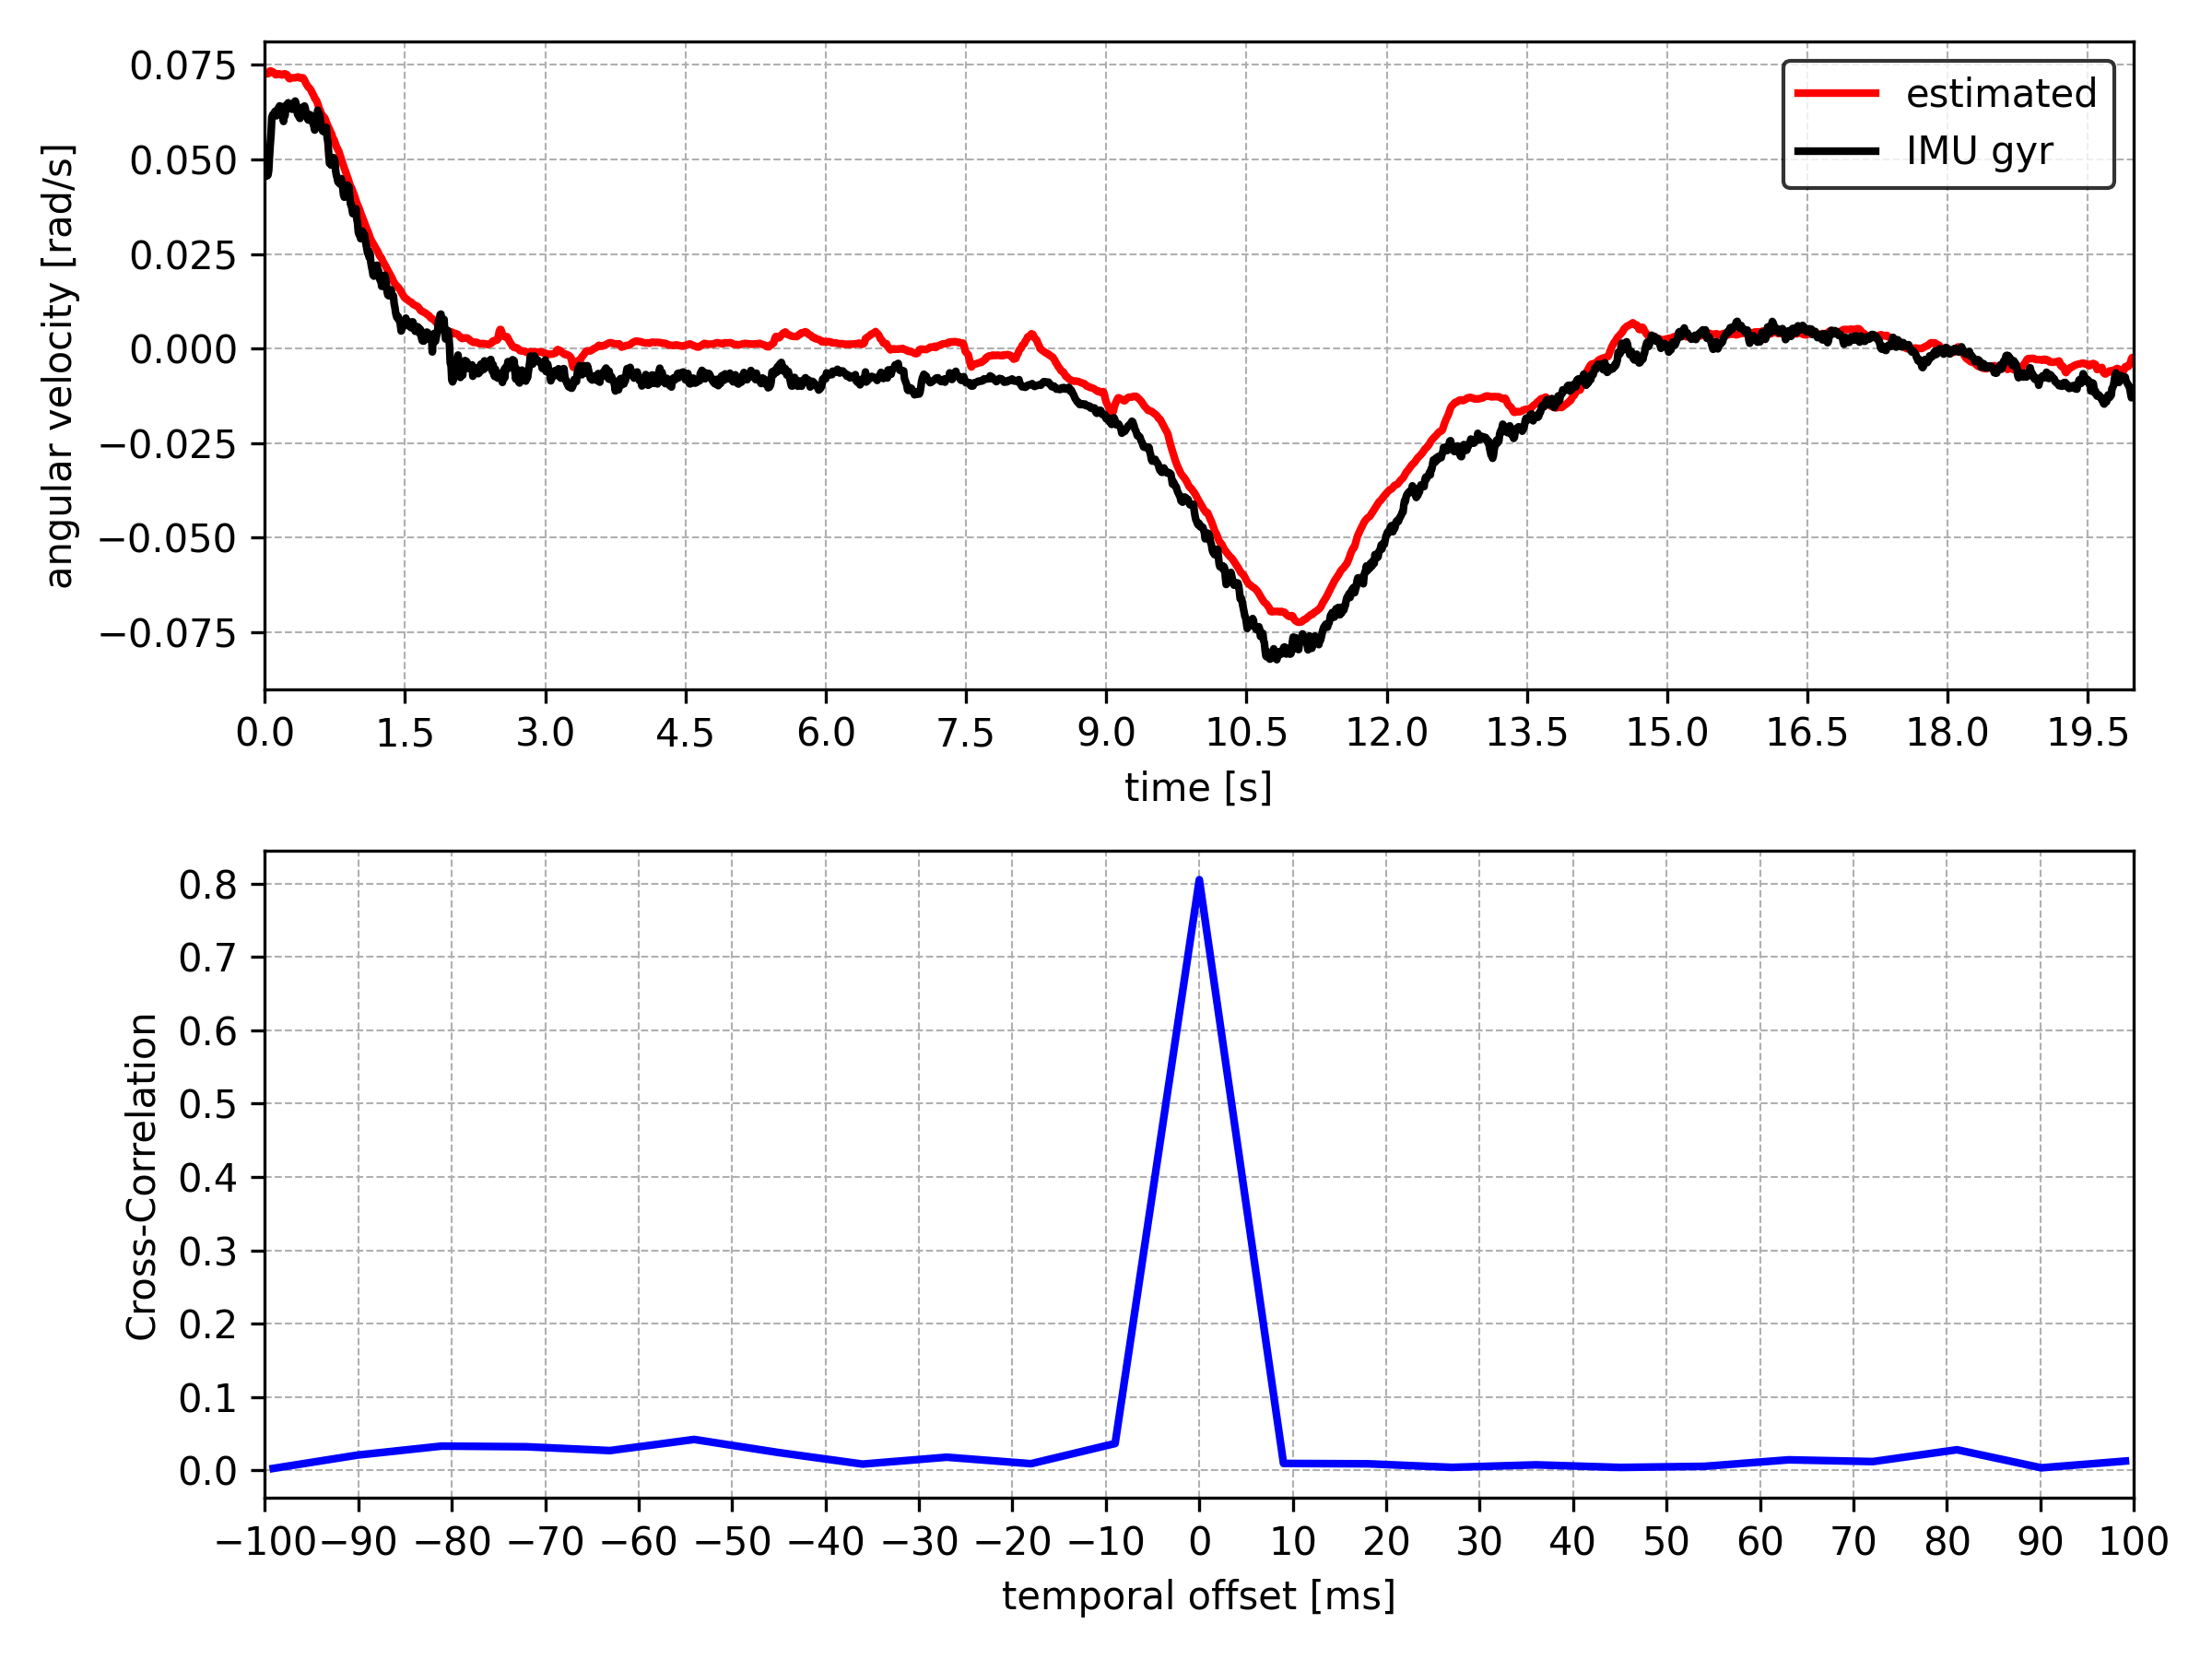 0.075
0.050
0.025
0.000
−0.025
−0.050
−0.075
angular velocity [rad/s]
estimated
IMU gyr
0.0 1.5 3.0 4.5 6.0 7.5 9.0 10.5 12.0 13.5 15.0 16.5 18.0 19.5
time [s]
0.8
0.7
0.6
0.5
0.4
0.3
0.2
0.1
0.0
Cross-Correlation
−100 −90 −80 −70 −60 −50 −40 −30 −20 −10 0 10 20 30 40 50 60 70 80 90 100
temporal offset [ms]